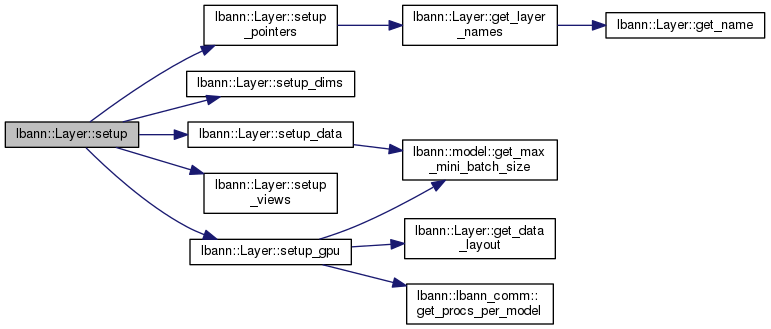 lbann::Layer::setup
lbann::Layer::setup
_pointers
lbann::Layer::get_layer
_names
lbann::Layer::get_name
lbann::Layer::setup_dims
lbann::Layer::setup_data
lbann::model::get_max
_mini_batch_size
lbann::Layer::setup
_views
lbann::Layer::setup_gpu
lbann::Layer::get_data
_layout
lbann::lbann_comm::
get_procs_per_model